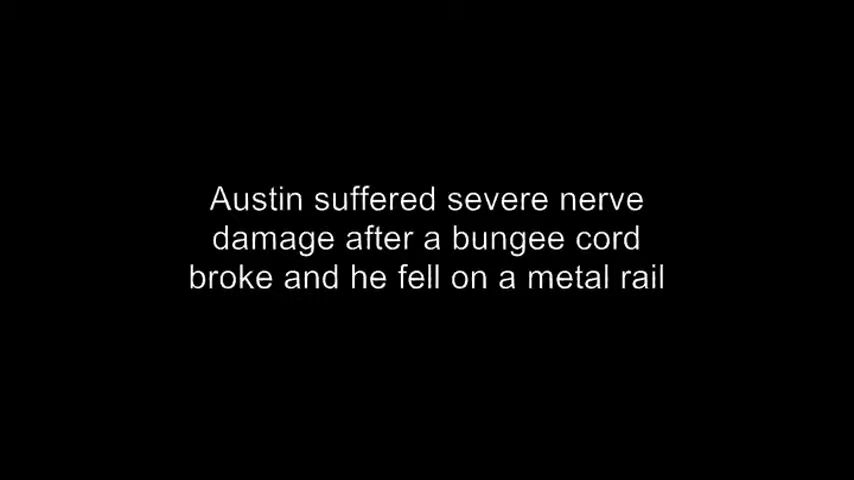 Austin suffered severe nerve
damage after a bungee cord
broke and he fell on a metal rail